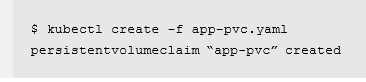 $ kubectl create -f app-pvc.yaml
persistentvolumeclaim “app-pvc” created